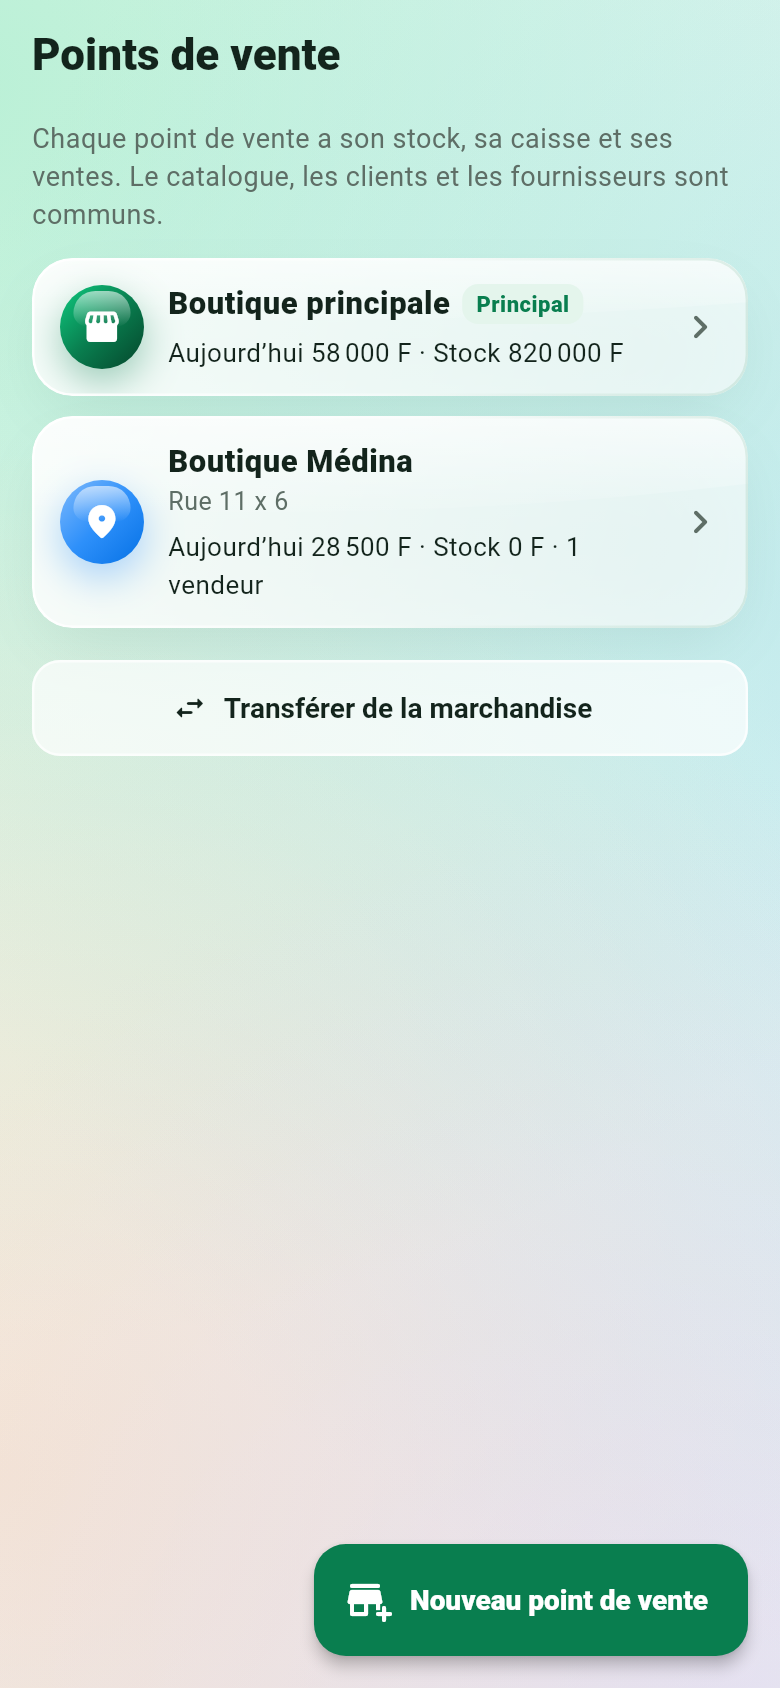 Points de vente
Chaque point de vente a son stock, sa caisse et ses
ventes. Le catalogue, les clients et les fournisseurs sont
communs.
Boutique principale Principal
Aujourd’hui 58 000 F · Stock 820 000 F
Boutique Médina
Rue 11 x 6
Aujourd’hui 28 500 F · Stock 0 F · 1
vendeur
Transférer de la marchandise
Nouveau point de vente